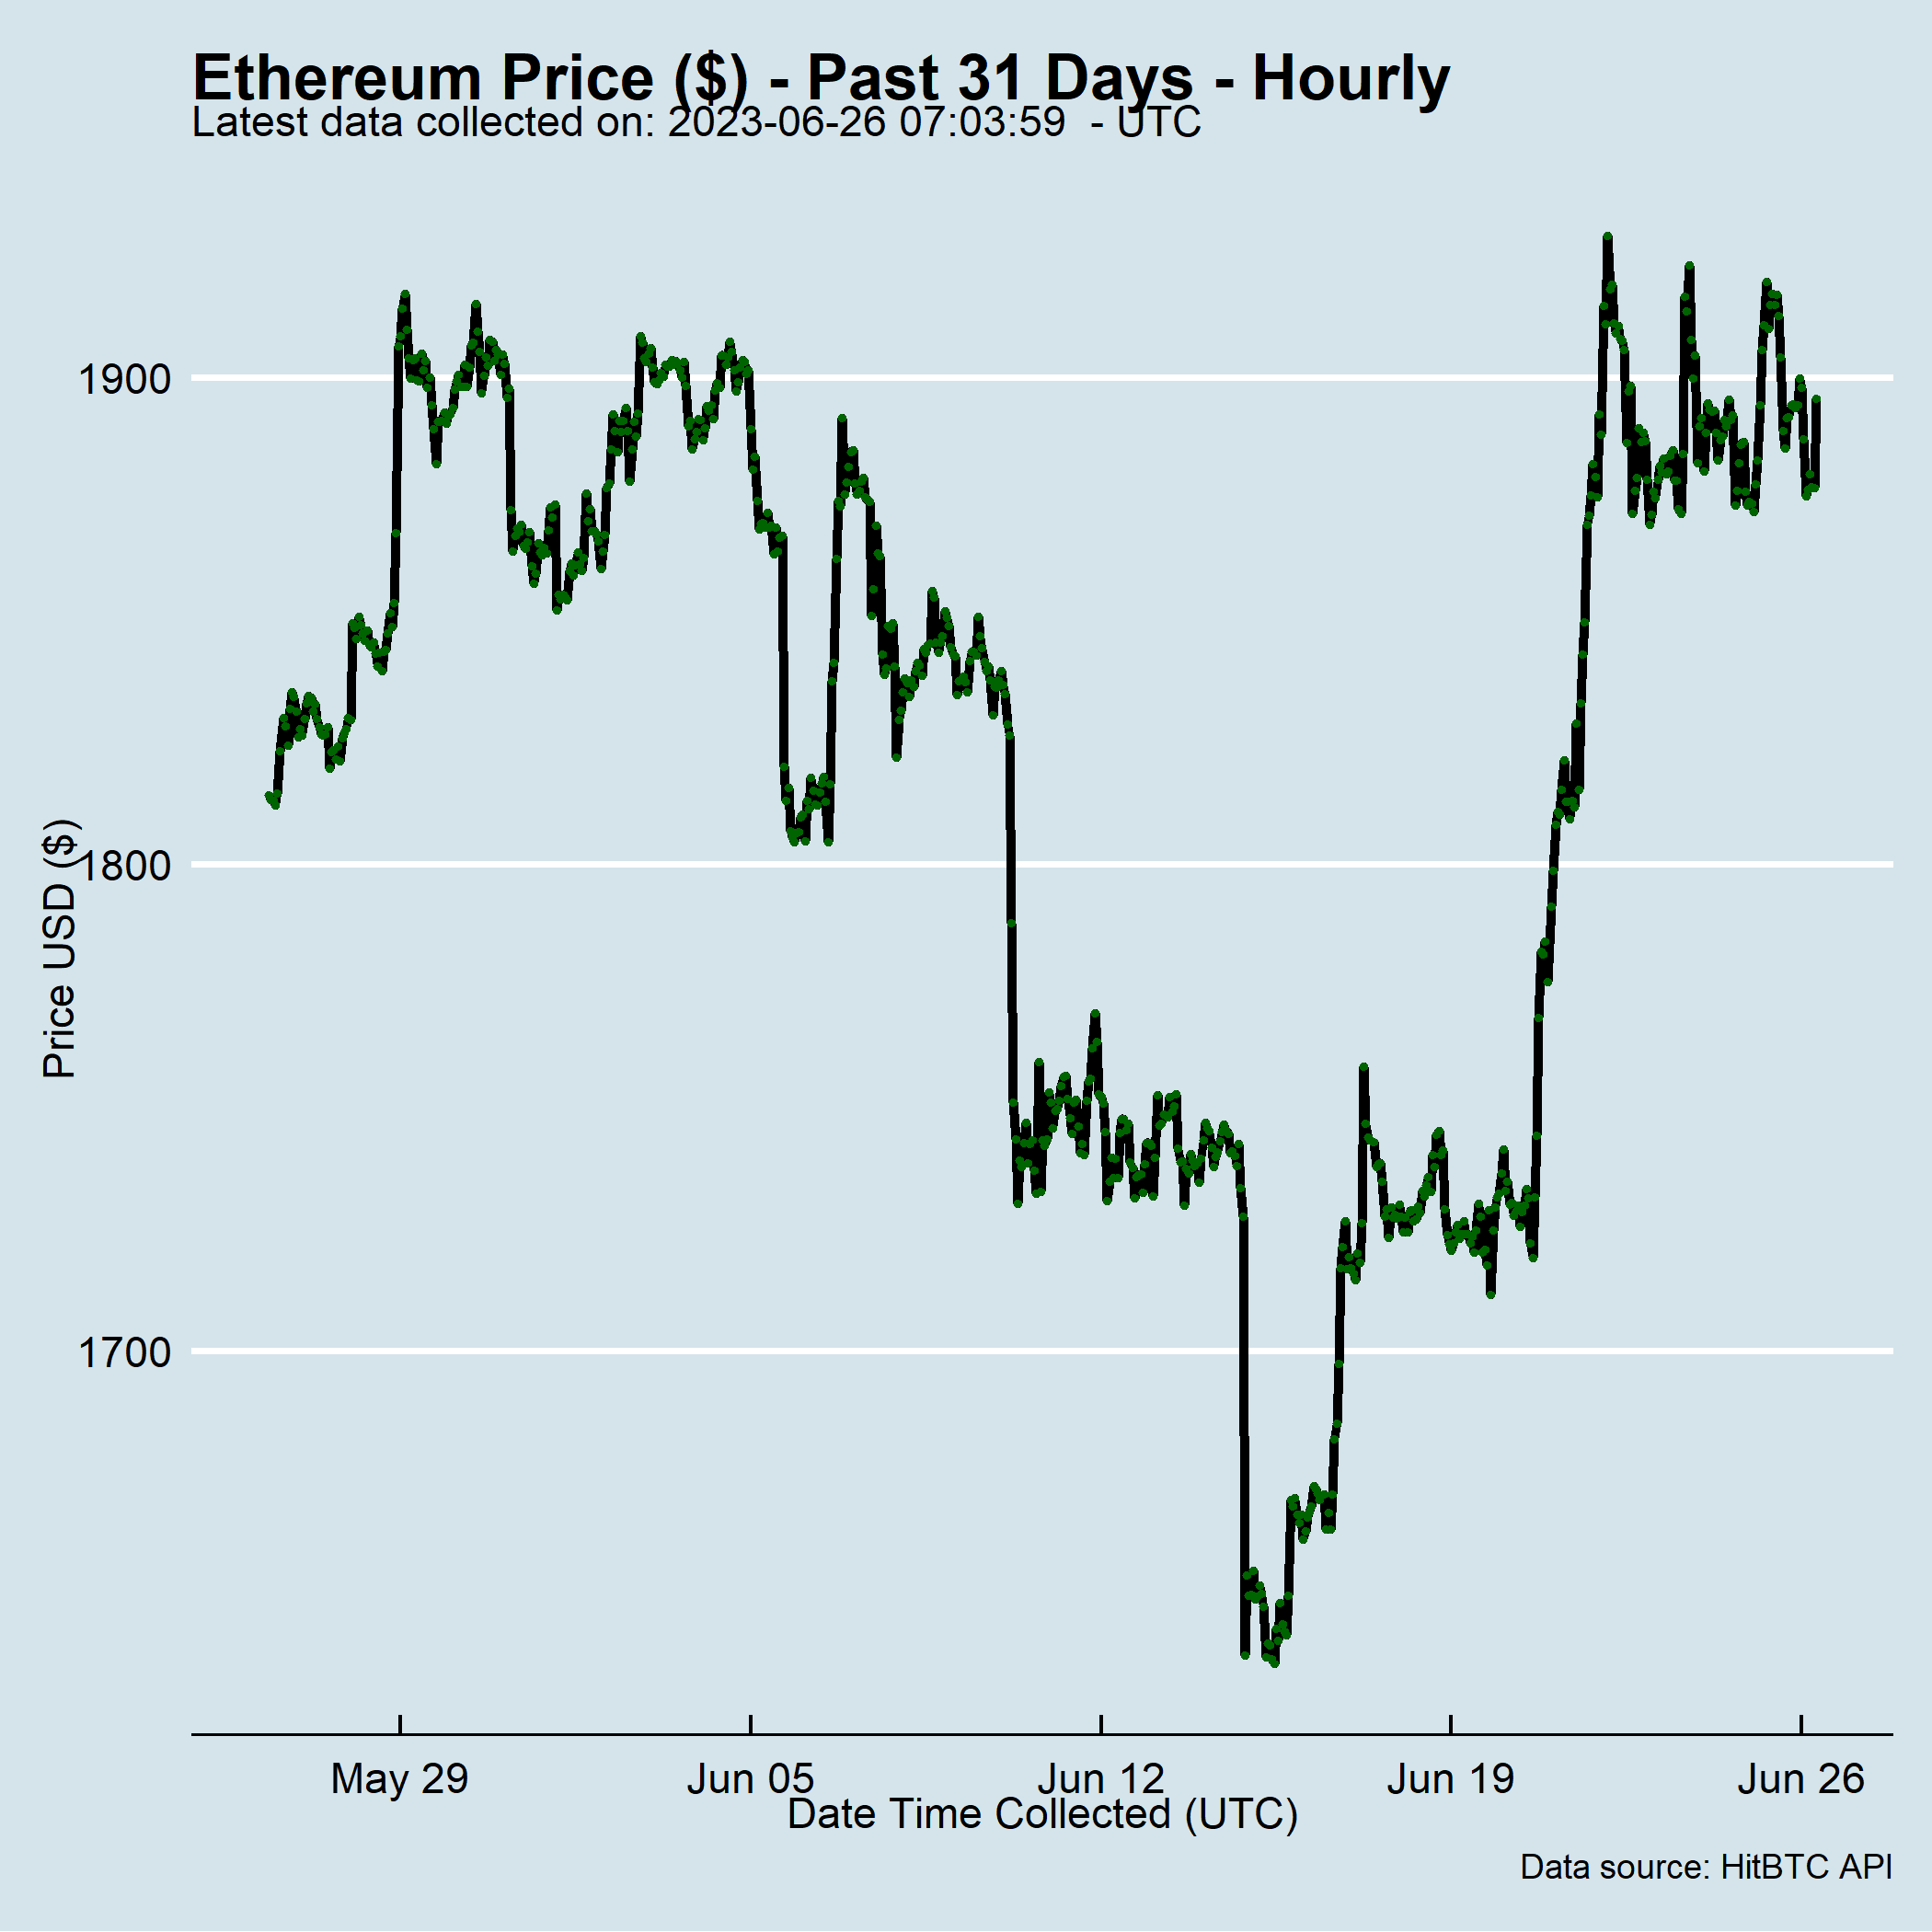 Ethereum Price ($) - Past 31 Days - Hourly
Latest data collected on: 2023-06-26 07:03:59  - UTC
1900
1800
1700
Price USD ($)
May 29
Jun 05
Jun 12
Jun 19
Jun 26
Date Time Collected (UTC)
Data source: HitBTC API